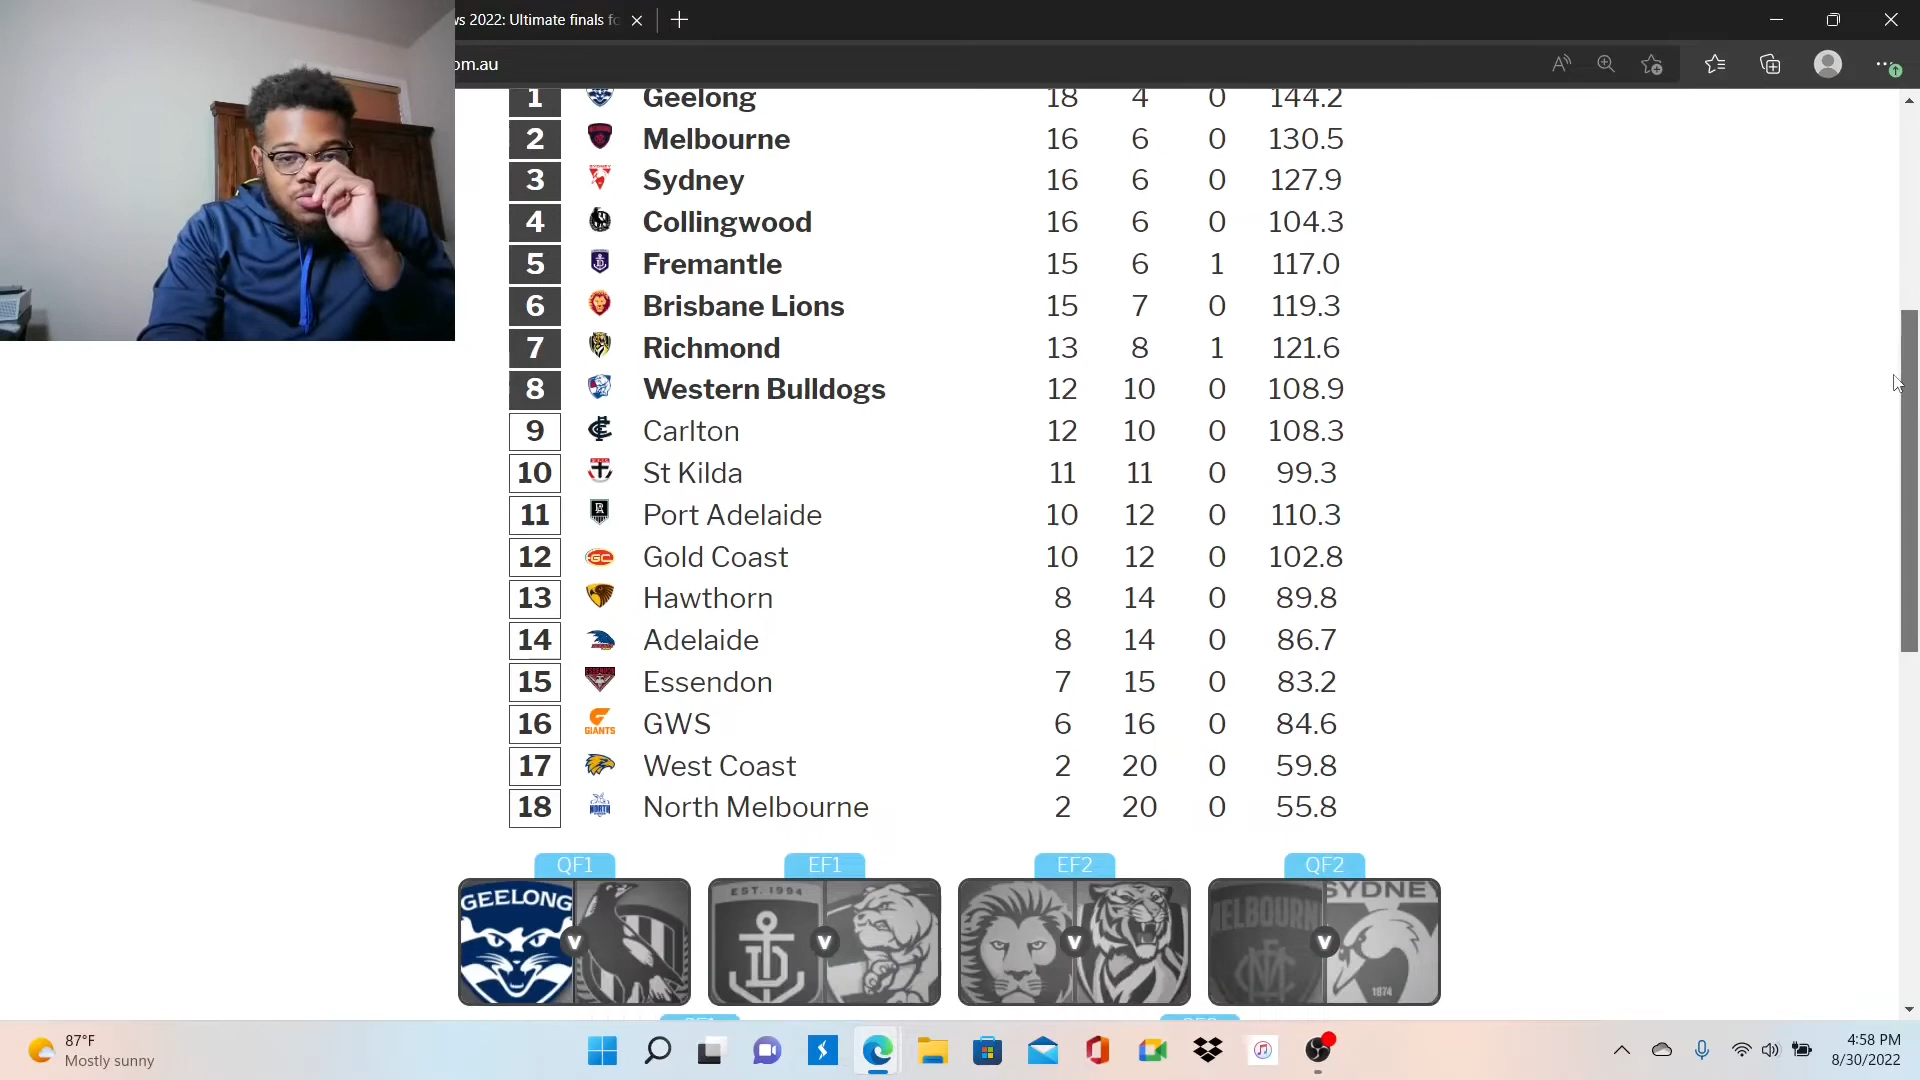 ws 2022: Ultimate finals fo
om.au
1 Geelong 18 4 0 144.2
2 Melbourne 16 6 0 130.5
3 Sydney 16 6 0 127.9
4 Collingwood 16 6 0 104.3
5 Fremantle 15 6 1 117.0
6 Brisbane Lions 15 7 0 119.3
7 Richmond 13 8 1 121.6
8 Western Bulldogs 12 10 0 108.9
9 Carlton 12 10 0 108.3
10 St Kilda 11 11 0 99.3
11 Port Adelaide 10 12 0 110.3
12 Gold Coast 10 12 0 102.8
13 Hawthorn 8 14 0 89.8
14 Adelaide 8 14 0 86.7
15 Essendon 7 15 0 83.2
16 GIANTS GWS 6 16 0 84.6
17 West Coast 2 20 0 59.8
18 NORTH North Melbourne 2 20 0 55.8
QF1 EF1 EF2 QF2
GEELONG v
EST. 1994 D v
v
MELBOURNE v SYDNEY 1874
87°F
Mostly sunny
4:58 PM
8/30/2022